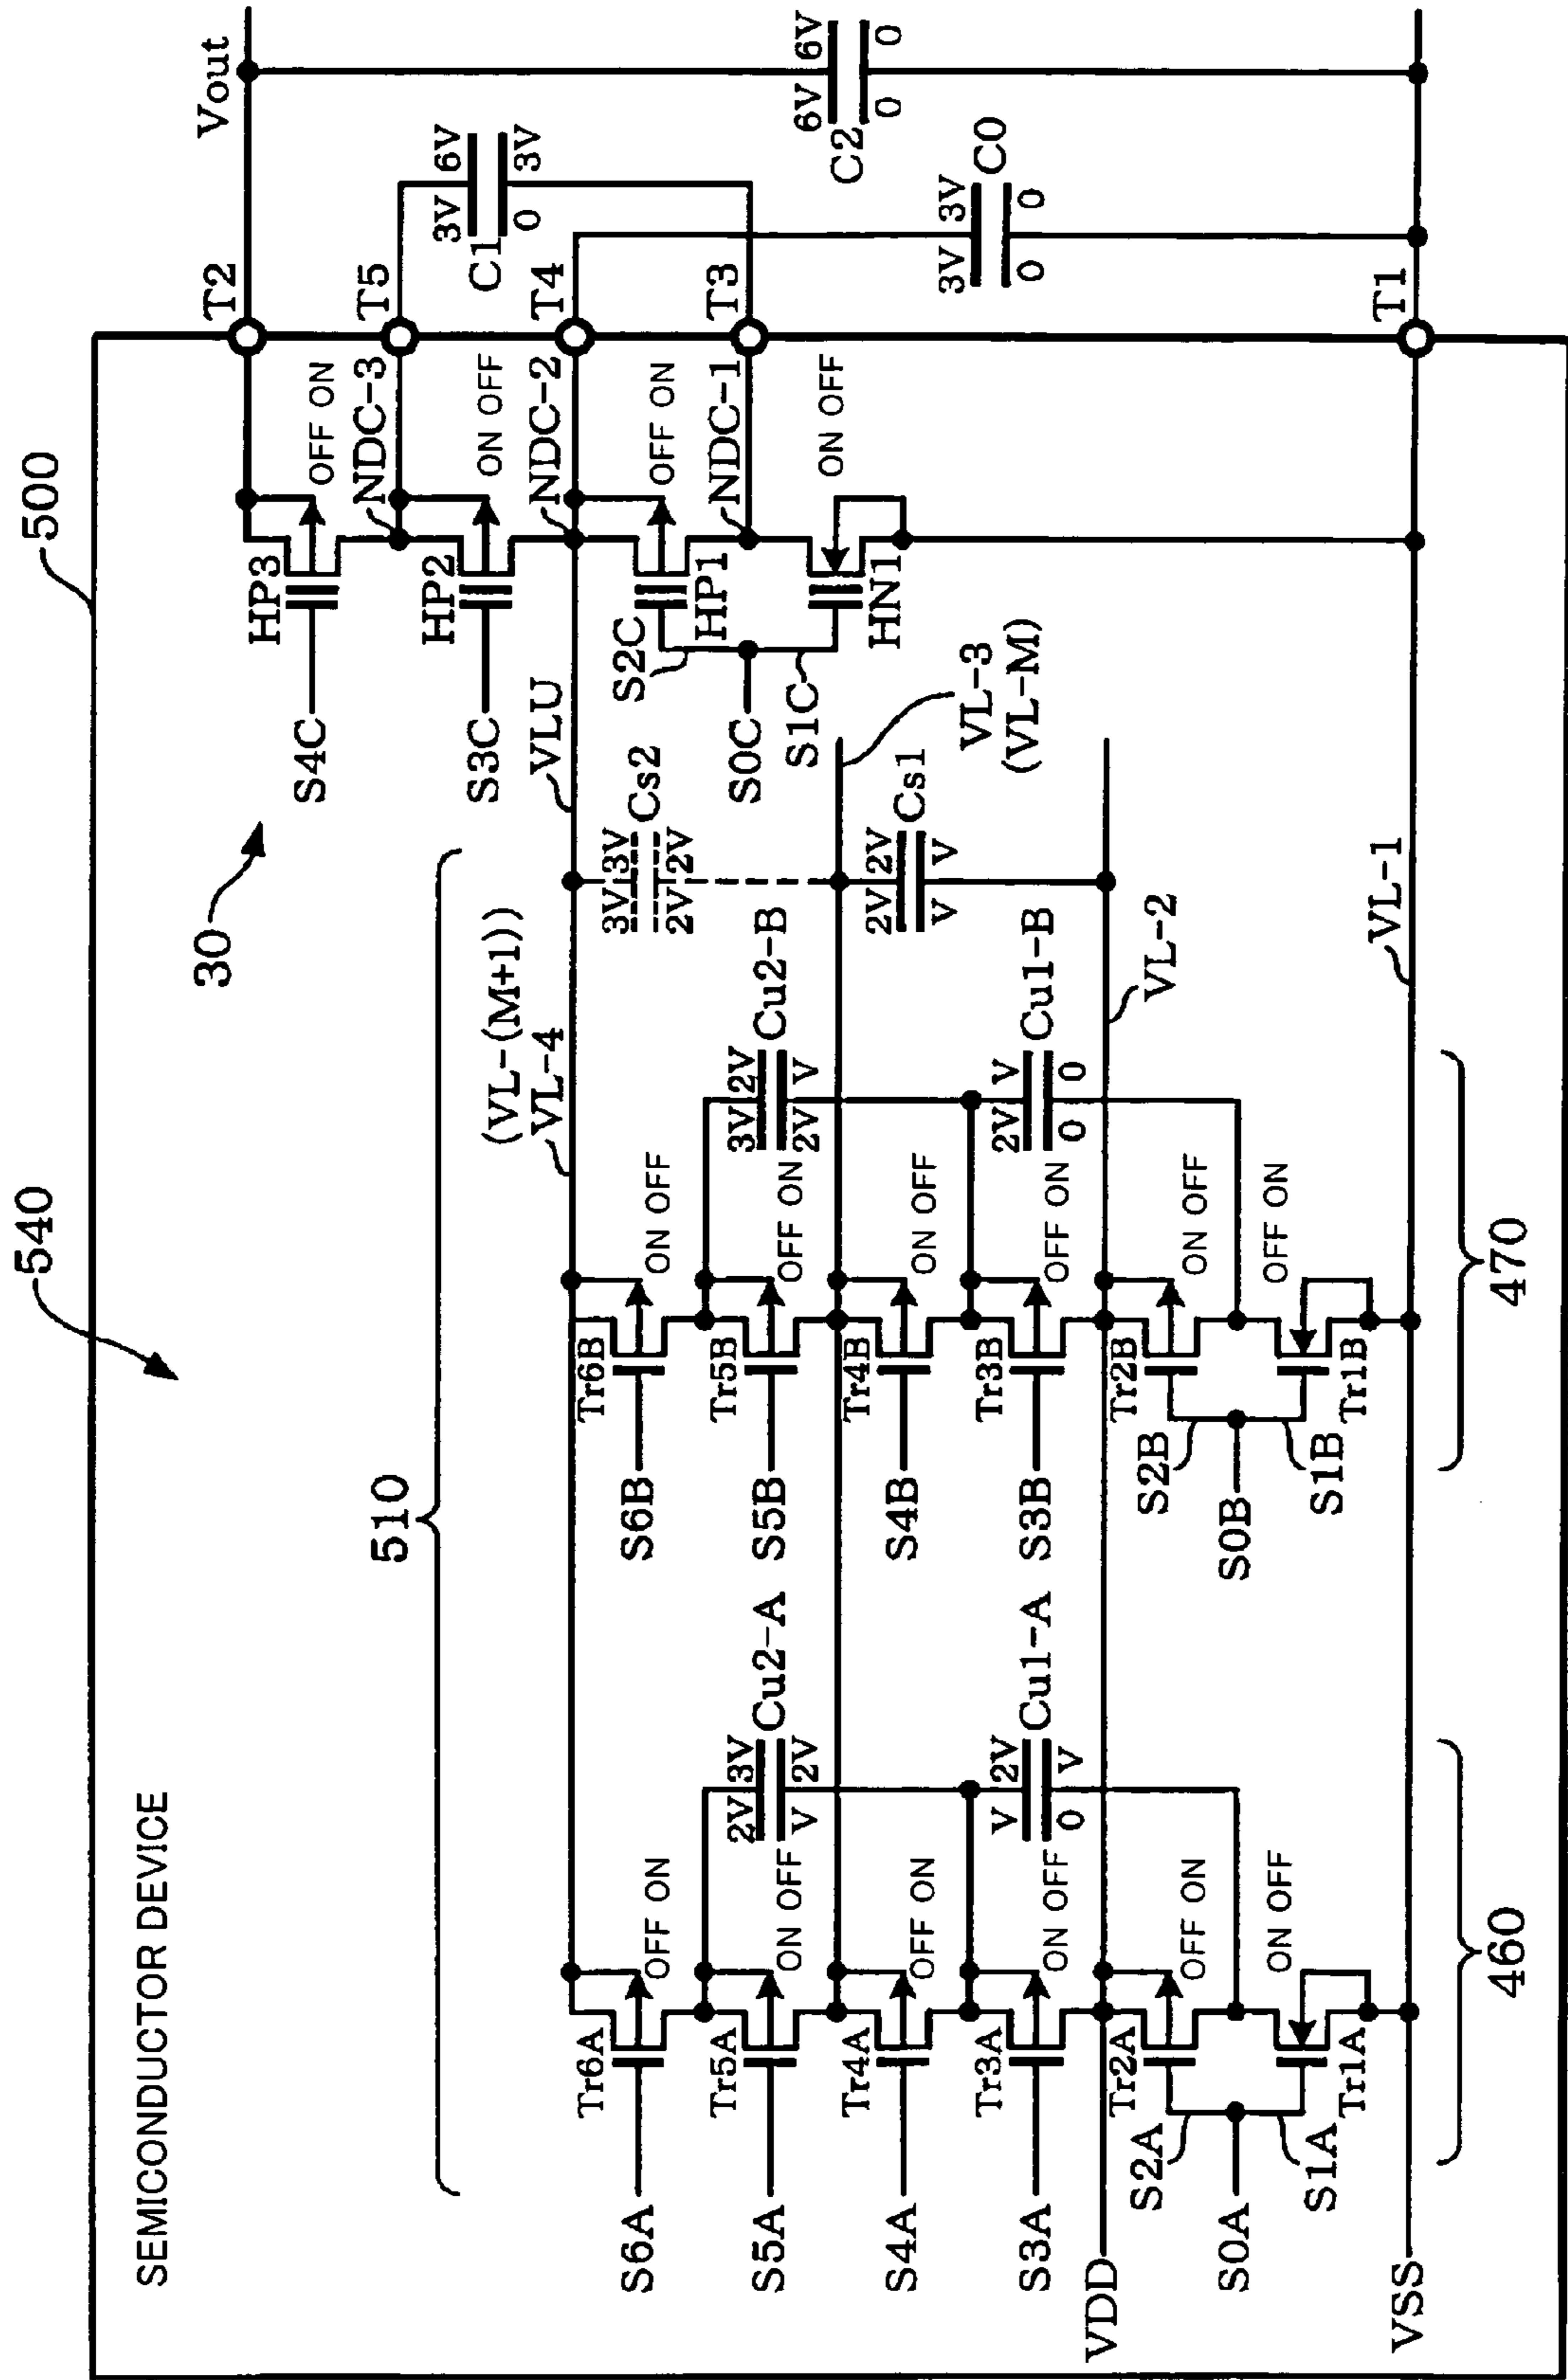 540
500
SEMICONDUCTOR DEVICE
30
510
(VL-(M+1))
VL-4
VLU
S4C
HP3
OFF ON
T2
Vout
NDC-3
T5
S3C
HP2
ON OFF
NDC-2
T4
3V 6V
C1
0 3V
S2C
HP1
OFF ON
NDC-1
T3
S0C
S1C
HN1
ON OFF
6V 6V
C2
0 0
3V 3V
C0
0 0
T1
S6A
Tr6A
OFF ON
S5A
Tr5A
ON OFF
2V 3V
Cu2-A
V 2V
S4A
Tr4A
OFF ON
S3A
Tr3A
ON OFF
V 2V
Cu1-A
0 V
VDD
S2A
Tr2A
OFF ON
S0A
S1A
Tr1A
ON OFF
VSS
460
S6B
Tr6B
ON OFF
S5B
Tr5B
OFF ON
3V 2V
Cu2-B
2V V
S4B
Tr4B
ON OFF
S3B
Tr3B
OFF ON
2V V
Cu1-B
0 0
S2B
Tr2B
ON OFF
S0B
S1B
Tr1B
OFF ON
470
3V 3V
Cs2
2V 2V
2V 2V
Cs1
V V
VL-3
(VL-M)
VL-2
VL-1